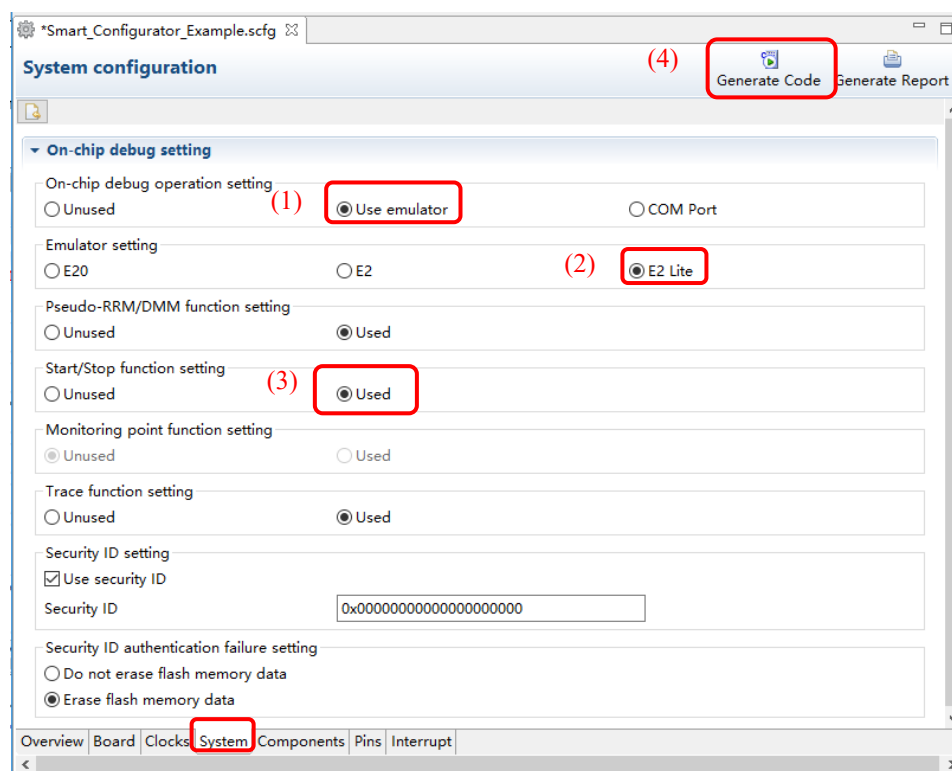 *Smart_Configurator_Example.scfg
System configuration
(4)
Generate Code
Generate Report
On-chip debug setting
On-chip debug operation setting
Unused (1) Use emulator COM Port
Emulator setting
E20 E2 (2) E2 Lite
Pseudo-RRM/DMM function setting
Unused Used
Start/Stop function setting
Unused (3) Used
Monitoring point function setting
Unused Used
Trace function setting
Unused Used
Security ID setting
Use security ID
Security ID 0x00000000000000000000
Security ID authentication failure setting
Do not erase flash memory data
Erase flash memory data
Overview Board Clocks System Components Pins Interrupt